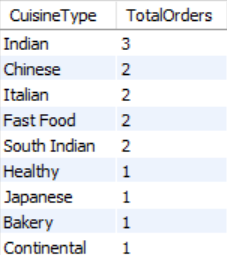 CuisineType TotalOrders
Indian 3
Chinese 2
Italian 2
Fast Food 2
South Indian 2
Healthy 1
Japanese 1
Bakery 1
Continental 1